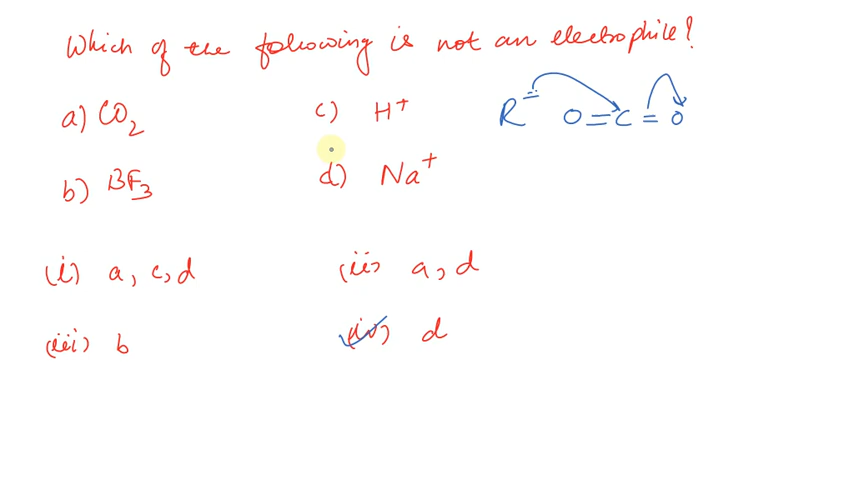 Which of the following is not an electrophile?
a) CO2 c) H+ R⁻ O=C=O
b) BF3 d) Na+
(i) a, c, d (ii) a, d
(iii) b (iv) d